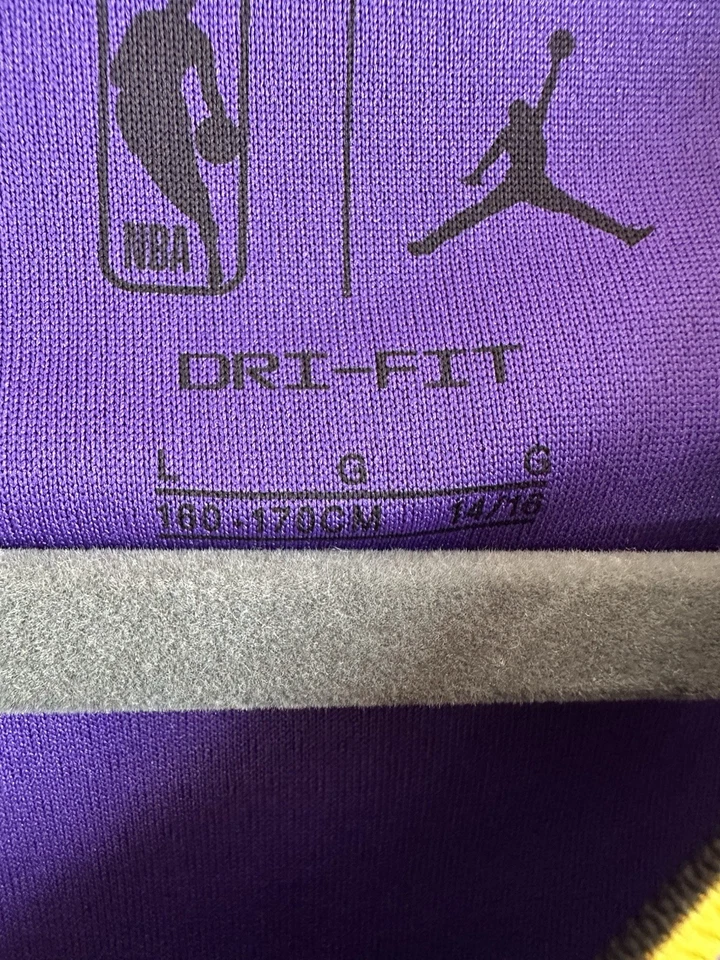 NBA
DRI-FIT
L G G
160-170CM 14/16